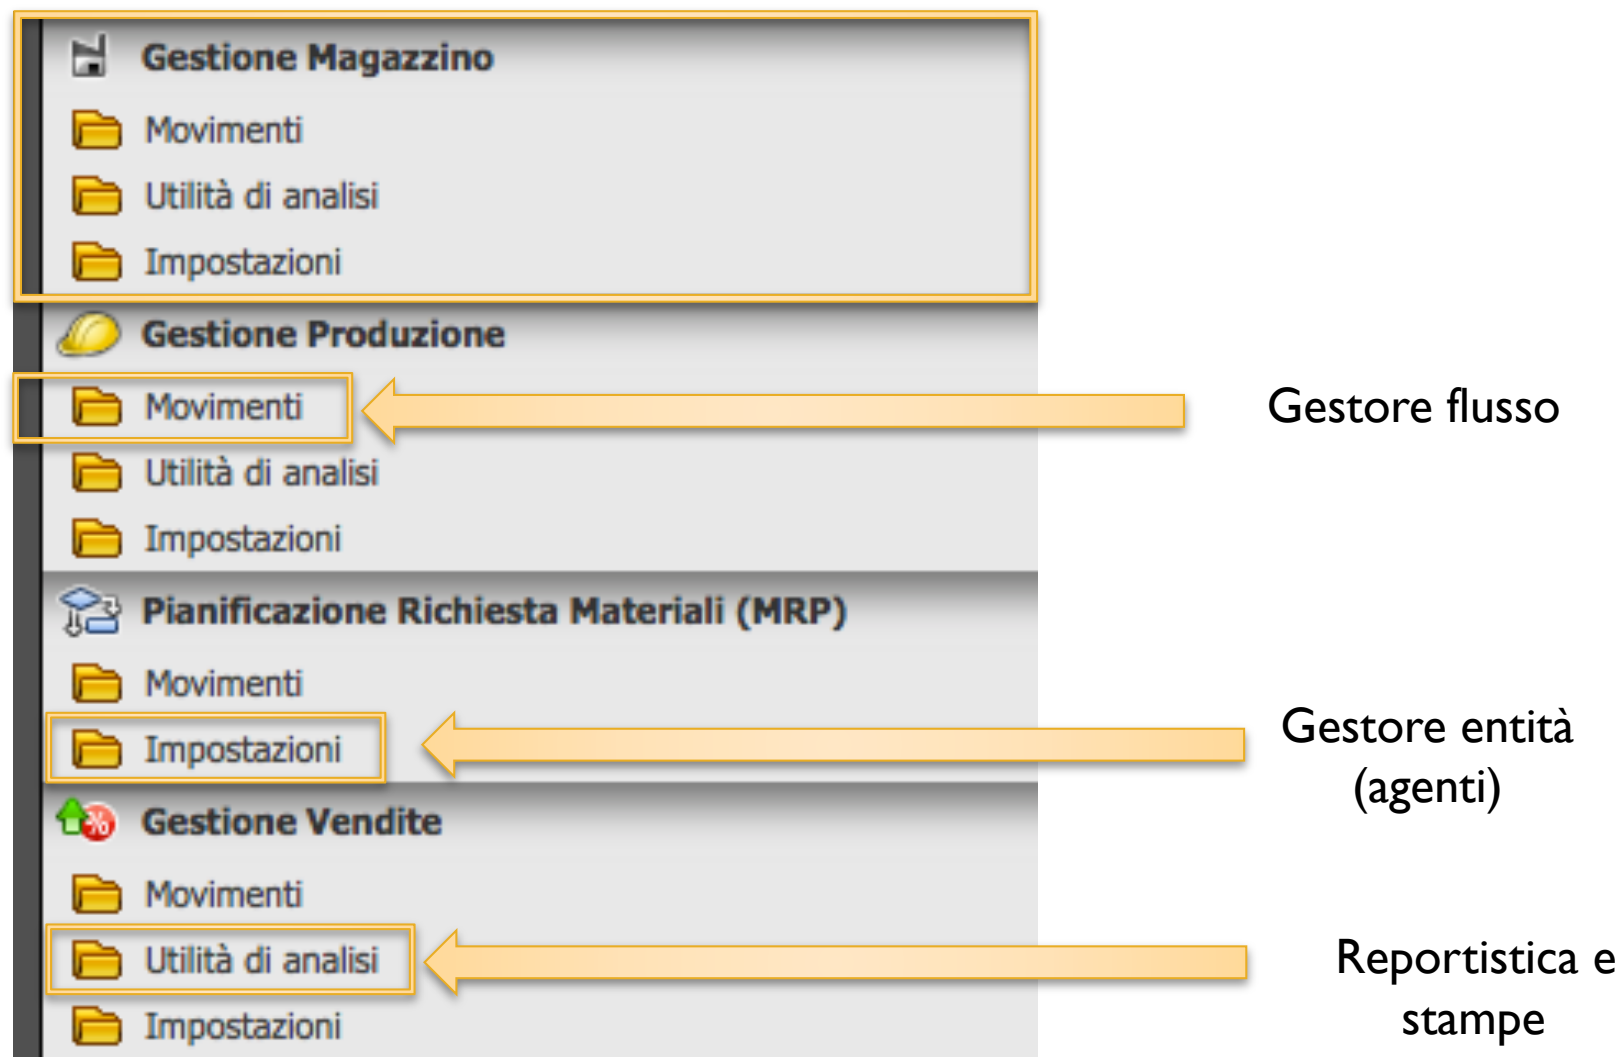 Gestione Magazzino
Movimenti
Utilità di analisi
Impostazioni
Gestione Produzione
Movimenti
Gestore flusso
Utilità di analisi
Impostazioni
Pianificazione Richiesta Materiali (MRP)
Movimenti
Impostazioni
Gestore entità
(agenti)
Gestione Vendite
Movimenti
Utilità di analisi
Reportistica e
stampe
Impostazioni